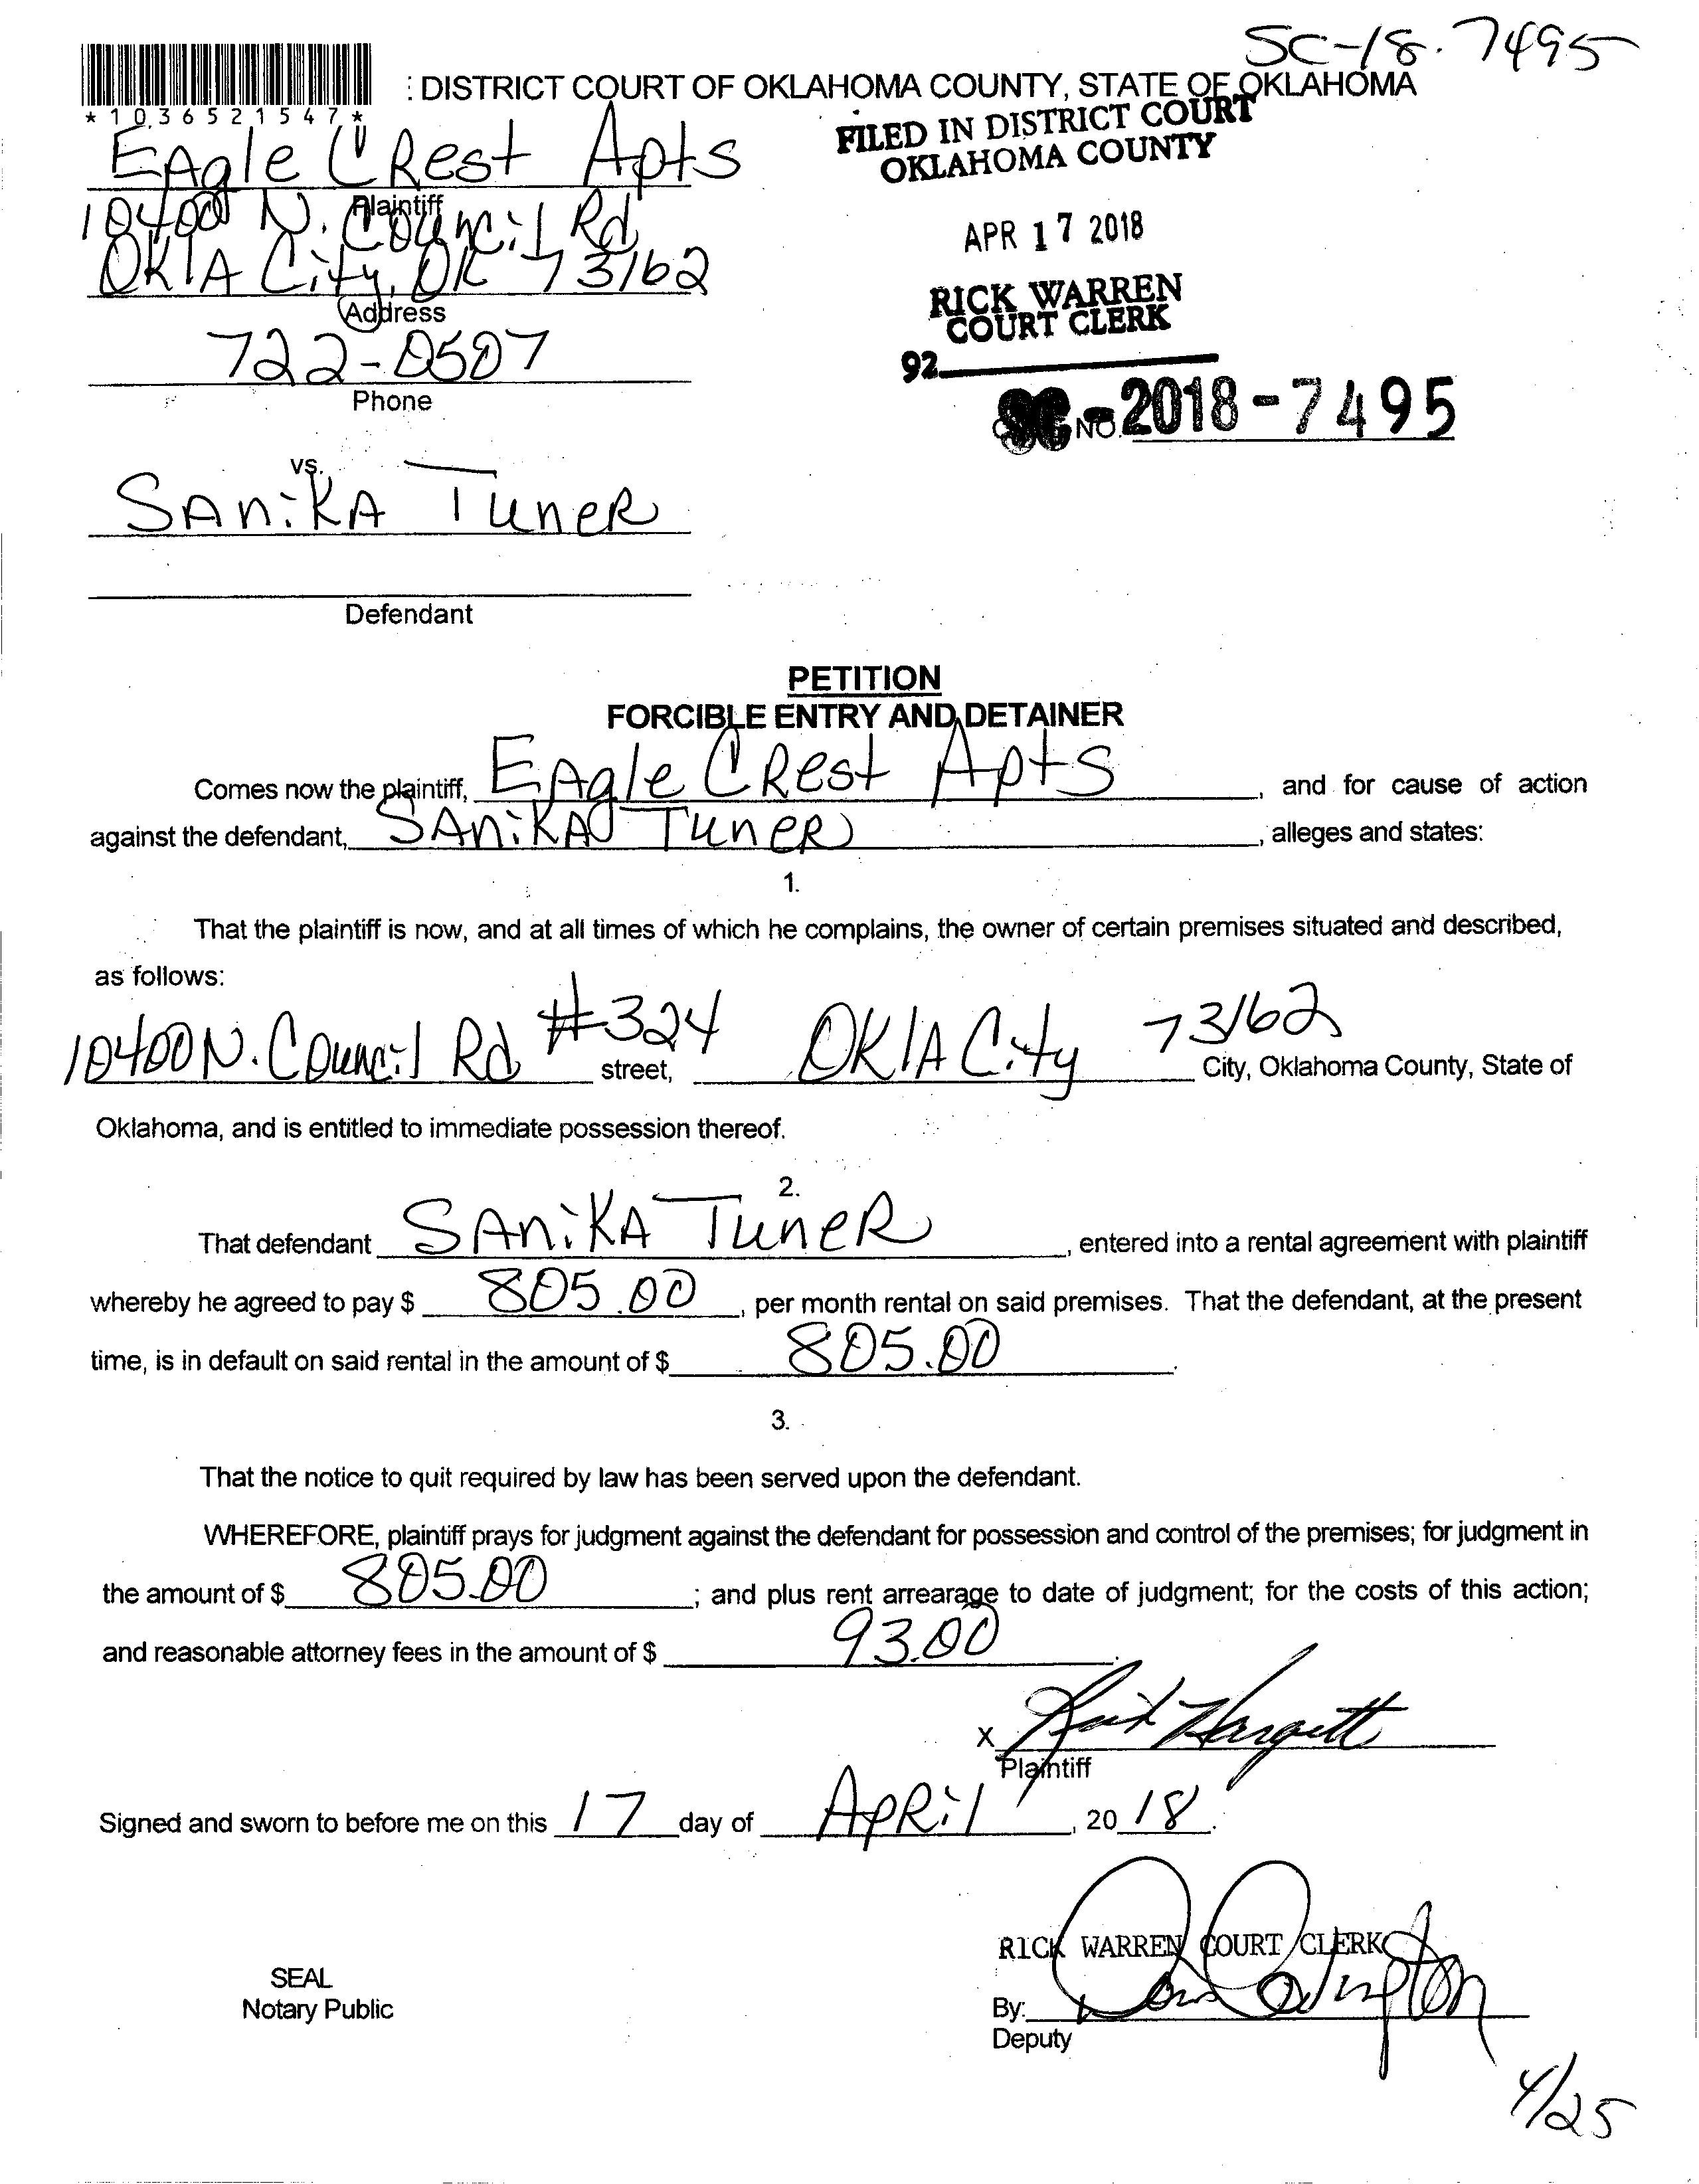 SC-18-7495
: DISTRICT COURT OF OKLAHOMA COUNTY, STATE OF OKLAHOMA
*1036521547*
EAgle CRest Apts
Plaintiff
FILED IN DISTRICT COURT
OKLAHOMA COUNTY
10400 N. Council Rd
OKlA City, OK 73162
Address
APR 17 2018
RICK WARREN
COURT CLERK
92
722-0507
Phone
SC-2018-7495
NO.
vs.
SANiKA TuneR
Defendant
PETITION
FORCIBLE ENTRY AND DETAINER
Comes now the plaintiff, EAgle CRest Apts, and for cause of action
against the defendant, SANiKA TuneR, alleges and states:
1.
That the plaintiff is now, and at all times of which he complains, the owner of certain premises situated and described,
as follows:
10400 N. Council Rd #324 street, OKlA City 73162 City, Oklahoma County, State of
Oklahoma, and is entitled to immediate possession thereof.
2.
That defendant SANiKA TuneR, entered into a rental agreement with plaintiff
whereby he agreed to pay $ 805.00, per month rental on said premises. That the defendant, at the present
time, is in default on said rental in the amount of $ 805.00.
3.
That the notice to quit required by law has been served upon the defendant.
WHEREFORE, plaintiff prays for judgment against the defendant for possession and control of the premises; for judgment in
the amount of $ 805.00; and plus rent arrearage to date of judgment; for the costs of this action;
and reasonable attorney fees in the amount of $ 93.00.
X
Plaintiff
Signed and sworn to before me on this 17 day of ApRil, 2018.
RICK WARREN COURT CLERK
SEAL
Notary Public
By:
Deputy
4/25